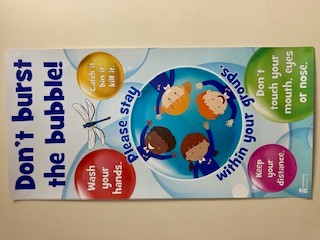 Don't burst
the bubble!
Catch it,
bin it,
kill it.
Wash
your
hands.
Please stay
within your groups.
Don't
touch your
mouth, eyes
or nose.
Keep
your
distance.